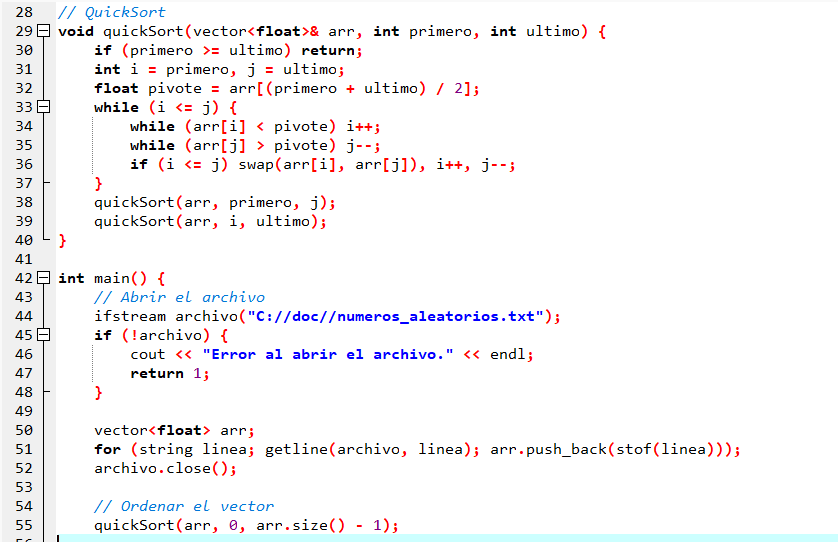 28 // QuickSort
29 void quickSort(vector<float>& arr, int primero, int ultimo) {
30     if (primero >= ultimo) return;
31     int i = primero, j = ultimo;
32     float pivote = arr[(primero + ultimo) / 2];
33     while (i <= j) {
34         while (arr[i] < pivote) i++;
35         while (arr[j] > pivote) j--;
36         if (i <= j) swap(arr[i], arr[j]), i++, j--;
37     }
38     quickSort(arr, primero, j);
39     quickSort(arr, i, ultimo);
40 }
41
42 int main() {
43     // Abrir el archivo
44     ifstream archivo("C://doc//numeros_aleatorios.txt");
45     if (!archivo) {
46         cout << "Error al abrir el archivo." << endl;
47         return 1;
48     }
49
50     vector<float> arr;
51     for (string linea; getline(archivo, linea); arr.push_back(stof(linea)));
52     archivo.close();
53
54     // Ordenar el vector
55     quickSort(arr, 0, arr.size() - 1);